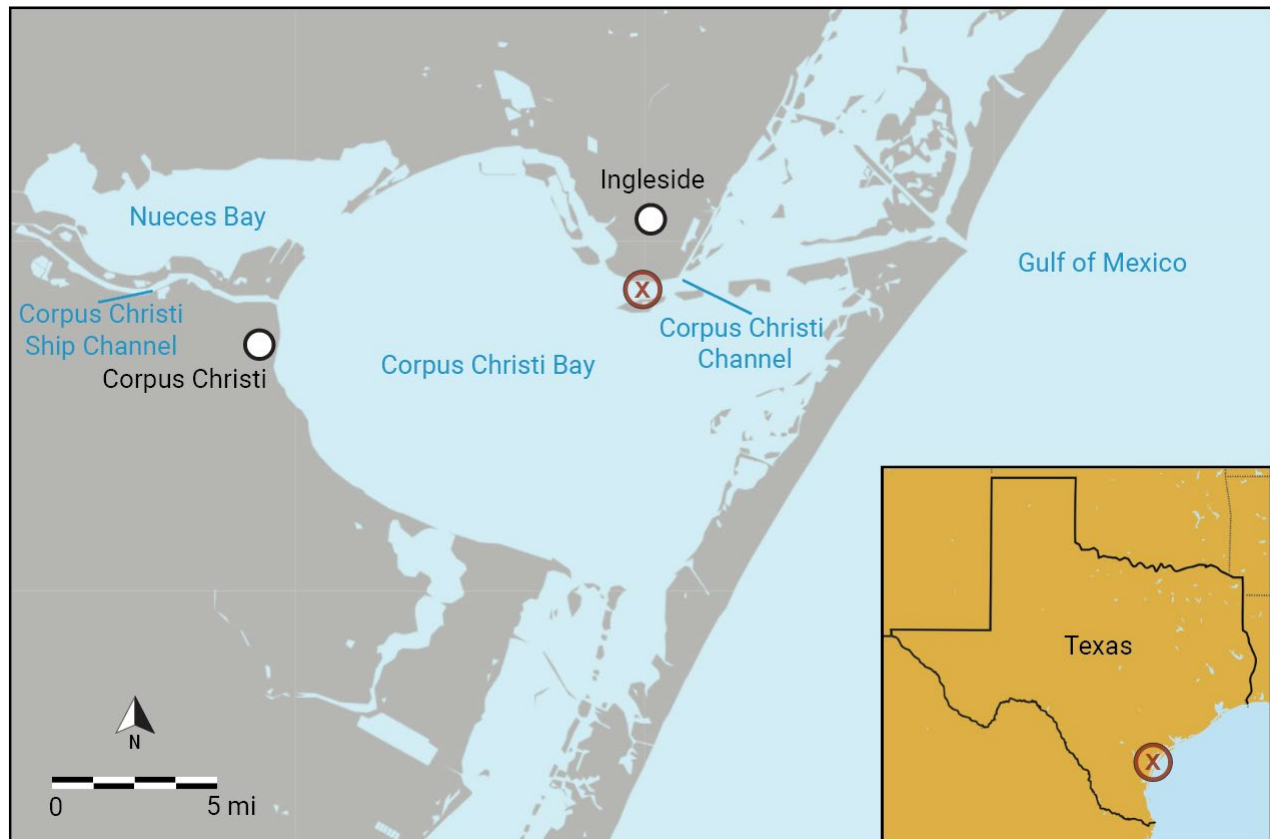 Ingleside
Nueces Bay
Gulf of Mexico
X
Corpus Christi
Ship Channel
Corpus Christi
Channel
Corpus Christi Bay
Corpus Christi
Texas
N
0 5 mi
X